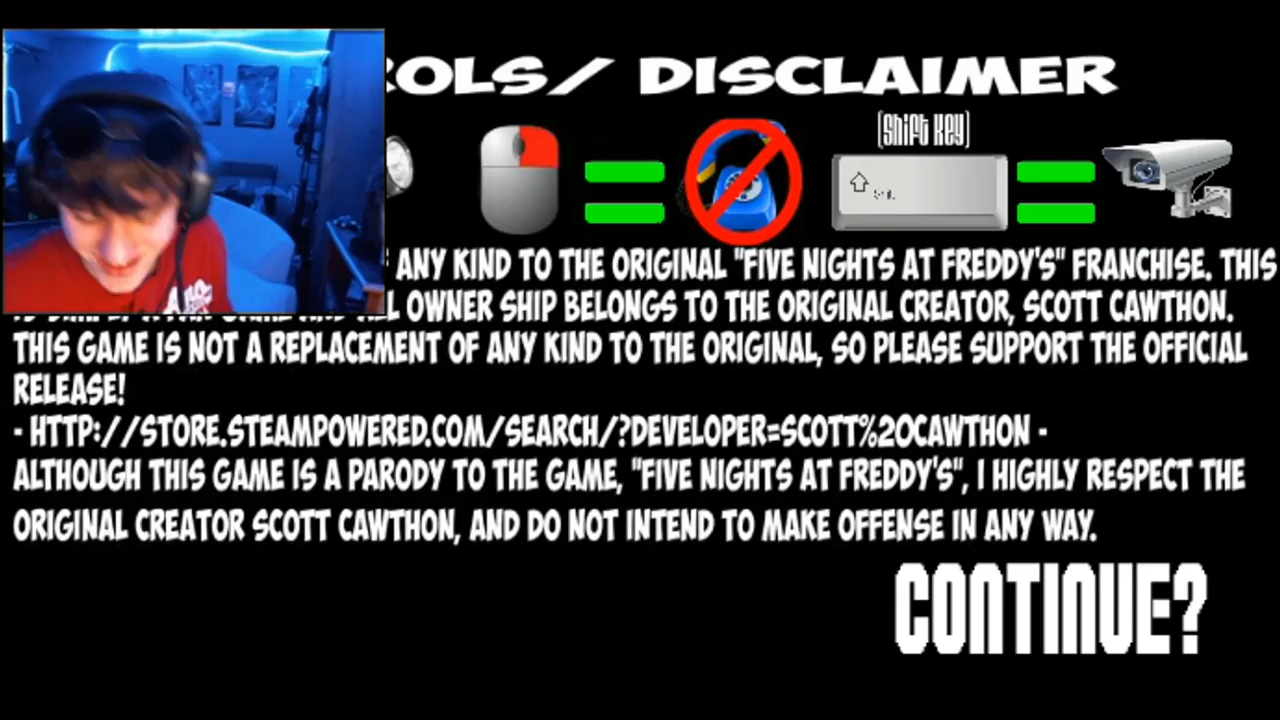 ROLS/ DISCLAIMER
(Shift Key)
ANY KIND TO THE ORIGINAL "FIVE NIGHTS AT FREDDY'S" FRANCHISE. THIS
OWNER SHIP BELONGS TO THE ORIGINAL CREATOR, SCOTT CAWTHON.
THIS GAME IS NOT A REPLACEMENT OF ANY KIND TO THE ORIGINAL, SO PLEASE SUPPORT THE OFFICIAL
RELEASE!
- HTTP://STORE.STEAMPOWERED.COM/SEARCH/?DEVELOPER=SCOTT%20CAWTHON -
ALTHOUGH THIS GAME IS A PARODY TO THE GAME, "FIVE NIGHTS AT FREDDY'S", I HIGHLY RESPECT THE
ORIGINAL CREATOR SCOTT CAWTHON, AND DO NOT INTEND TO MAKE OFFENSE IN ANY WAY.
CONTINUE?